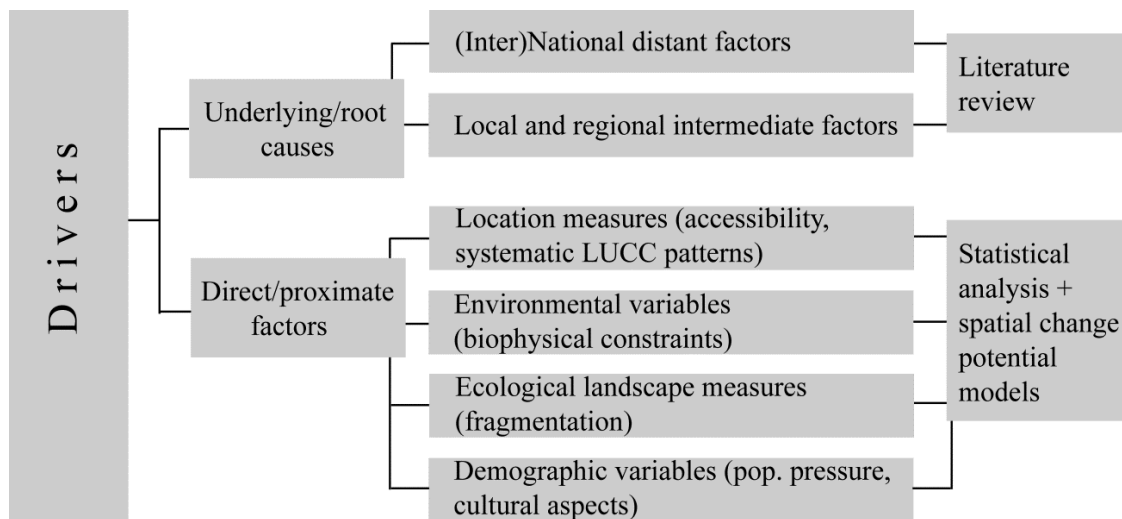 Drivers
Underlying/root
causes
(Inter)National distant factors
Local and regional intermediate factors
Literature
review
Direct/proximate
factors
Location measures (accessibility,
systematic LUCC patterns)
Environmental variables
(biophysical constraints)
Ecological landscape measures
(fragmentation)
Demographic variables (pop. pressure,
cultural aspects)
Statistical
analysis +
spatial change
potential
models